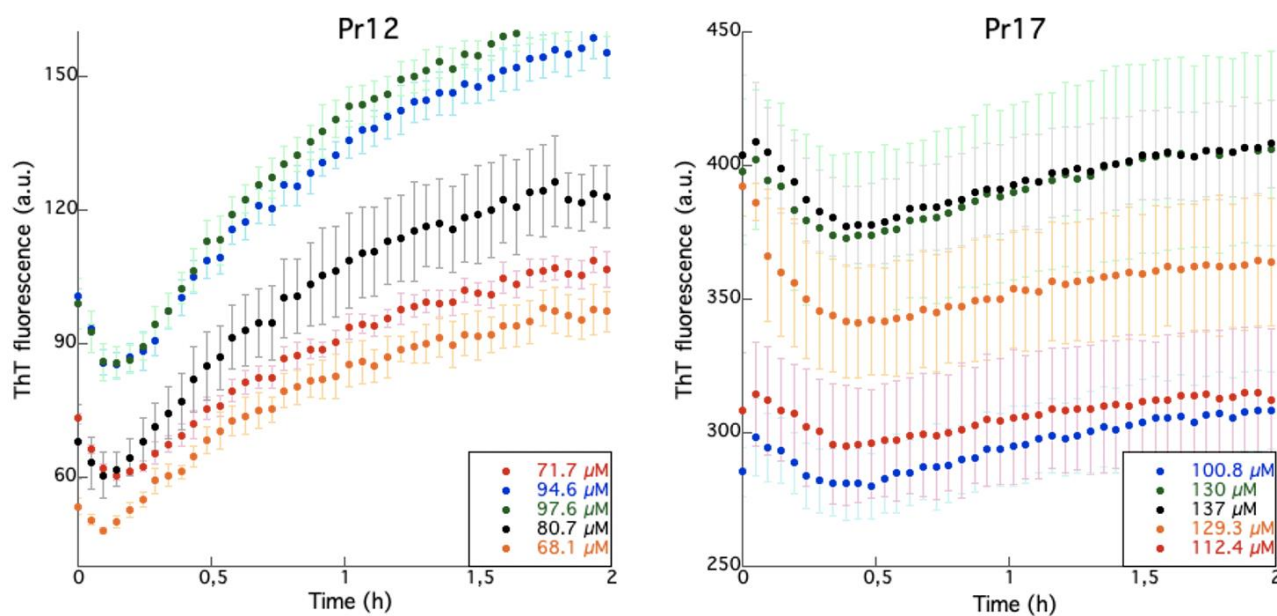 Pr12
150
120
90
60
ThT fluorescence (a.u.)
0
0,5
1
1,5
2
Time (h)
71.7 µM
94.6 µM
97.6 µM
80.7 µM
68.1 µM
Pr17
450
400
350
300
250
ThT fluorescence (a.u.)
0
0,5
1
1,5
2
Time (h)
100.8 µM
130 µM
137 µM
129.3 µM
112.4 µM